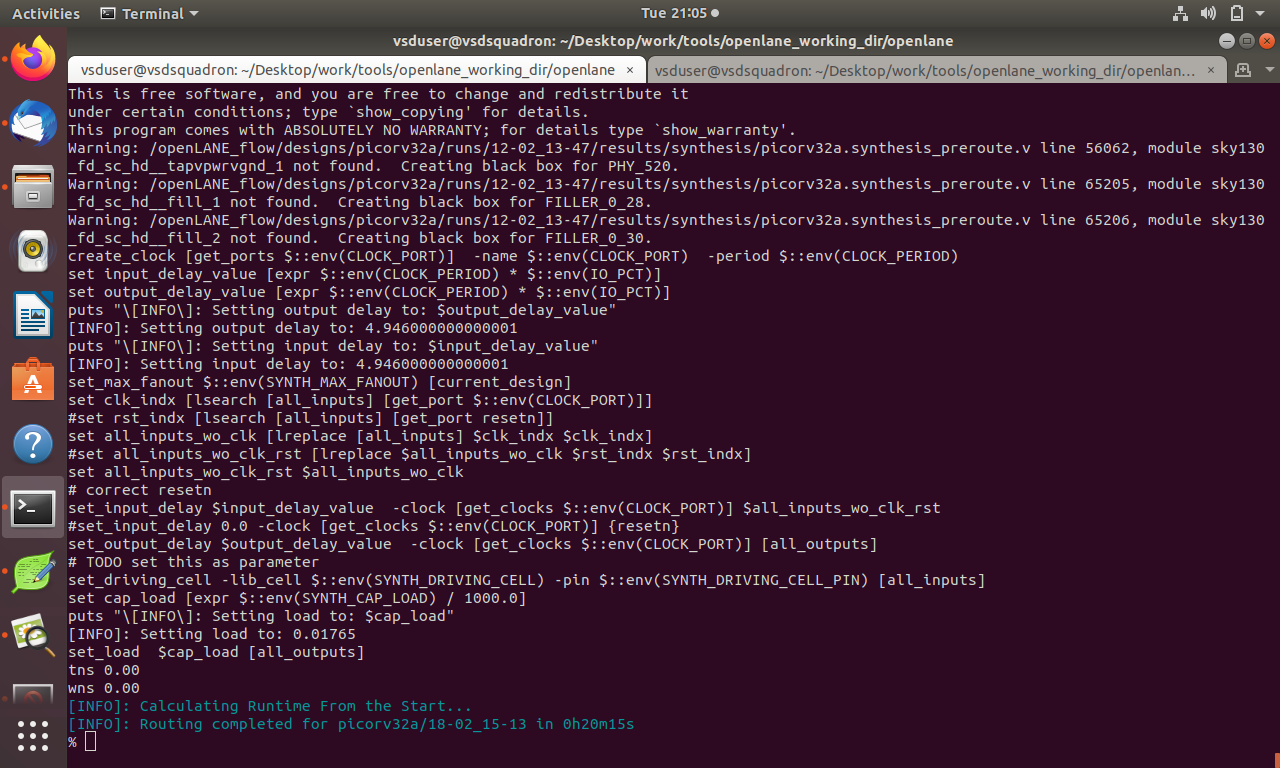 Activities Terminal Tue 21:05
vsduser@vsdsquadron: ~/Desktop/work/tools/openlane_working_dir/openlane
vsduser@vsdsquadron: ~/Desktop/work/tools/openlane_working_dir/openlane × vsduser@vsdsquadron: ~/Desktop/work/tools/openlane_working_dir/openlan... ×
This is free software, and you are free to change and redistribute it
under certain conditions; type `show_copying' for details.
This program comes with ABSOLUTELY NO WARRANTY; for details type `show_warranty'.
Warning: /openLANE_flow/designs/picorv32a/runs/12-02_13-47/results/synthesis/picorv32a.synthesis_preroute.v line 56062, module sky130
_fd_sc_hd__tapvpwrvgnd_1 not found.  Creating black box for PHY_520.
Warning: /openLANE_flow/designs/picorv32a/runs/12-02_13-47/results/synthesis/picorv32a.synthesis_preroute.v line 65205, module sky130
_fd_sc_hd__fill_1 not found.  Creating black box for FILLER_0_28.
Warning: /openLANE_flow/designs/picorv32a/runs/12-02_13-47/results/synthesis/picorv32a.synthesis_preroute.v line 65206, module sky130
_fd_sc_hd__fill_2 not found.  Creating black box for FILLER_0_30.
create_clock [get_ports $::env(CLOCK_PORT)]  -name $::env(CLOCK_PORT)  -period $::env(CLOCK_PERIOD)
set input_delay_value [expr $::env(CLOCK_PERIOD) * $::env(IO_PCT)]
set output_delay_value [expr $::env(CLOCK_PERIOD) * $::env(IO_PCT)]
puts "\[INFO\]: Setting output delay to: $output_delay_value"
[INFO]: Setting output delay to: 4.946000000000001
puts "\[INFO\]: Setting input delay to: $input_delay_value"
[INFO]: Setting input delay to: 4.946000000000001
set_max_fanout $::env(SYNTH_MAX_FANOUT) [current_design]
set clk_indx [lsearch [all_inputs] [get_port $::env(CLOCK_PORT)]]
#set rst_indx [lsearch [all_inputs] [get_port resetn]]
set all_inputs_wo_clk [lreplace [all_inputs] $clk_indx $clk_indx]
#set all_inputs_wo_clk_rst [lreplace $all_inputs_wo_clk $rst_indx $rst_indx]
set all_inputs_wo_clk_rst $all_inputs_wo_clk
# correct resetn
set_input_delay $input_delay_value  -clock [get_clocks $::env(CLOCK_PORT)] $all_inputs_wo_clk_rst
#set_input_delay 0.0 -clock [get_clocks $::env(CLOCK_PORT)] {resetn}
set_output_delay $output_delay_value  -clock [get_clocks $::env(CLOCK_PORT)] [all_outputs]
# TODO set this as parameter
set_driving_cell -lib_cell $::env(SYNTH_DRIVING_CELL) -pin $::env(SYNTH_DRIVING_CELL_PIN) [all_inputs]
set cap_load [expr $::env(SYNTH_CAP_LOAD) / 1000.0]
puts "\[INFO\]: Setting load to: $cap_load"
[INFO]: Setting load to: 0.01765
set_load  $cap_load [all_outputs]
tns 0.00
wns 0.00
[INFO]: Calculating Runtime From the Start...
[INFO]: Routing completed for picorv32a/18-02_15-13 in 0h20m15s
%